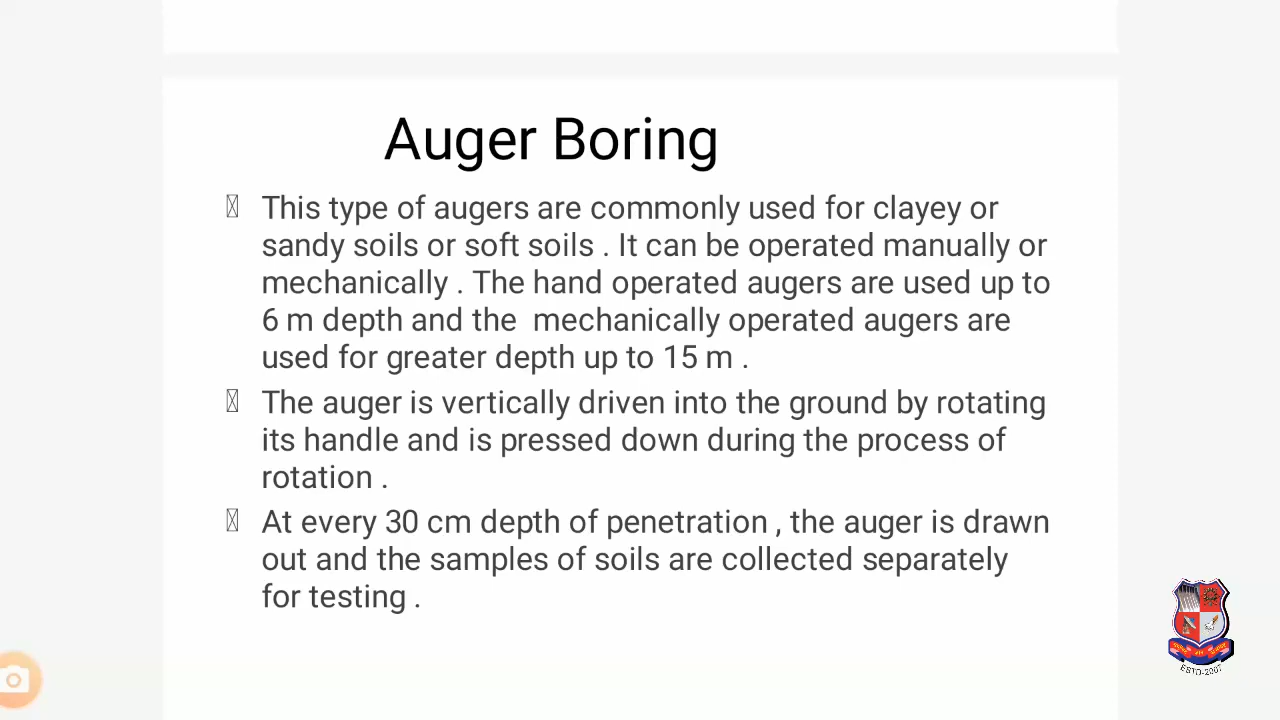 Auger Boring
This type of augers are commonly used for clayey or
sandy soils or soft soils . It can be operated manually or
mechanically . The hand operated augers are used up to
6 m depth and the mechanically operated augers are
used for greater depth up to 15 m .
The auger is vertically driven into the ground by rotating
its handle and is pressed down during the process of
rotation .
At every 30 cm depth of penetration , the auger is drawn
out and the samples of soils are collected separately
for testing .
ESTD-2007